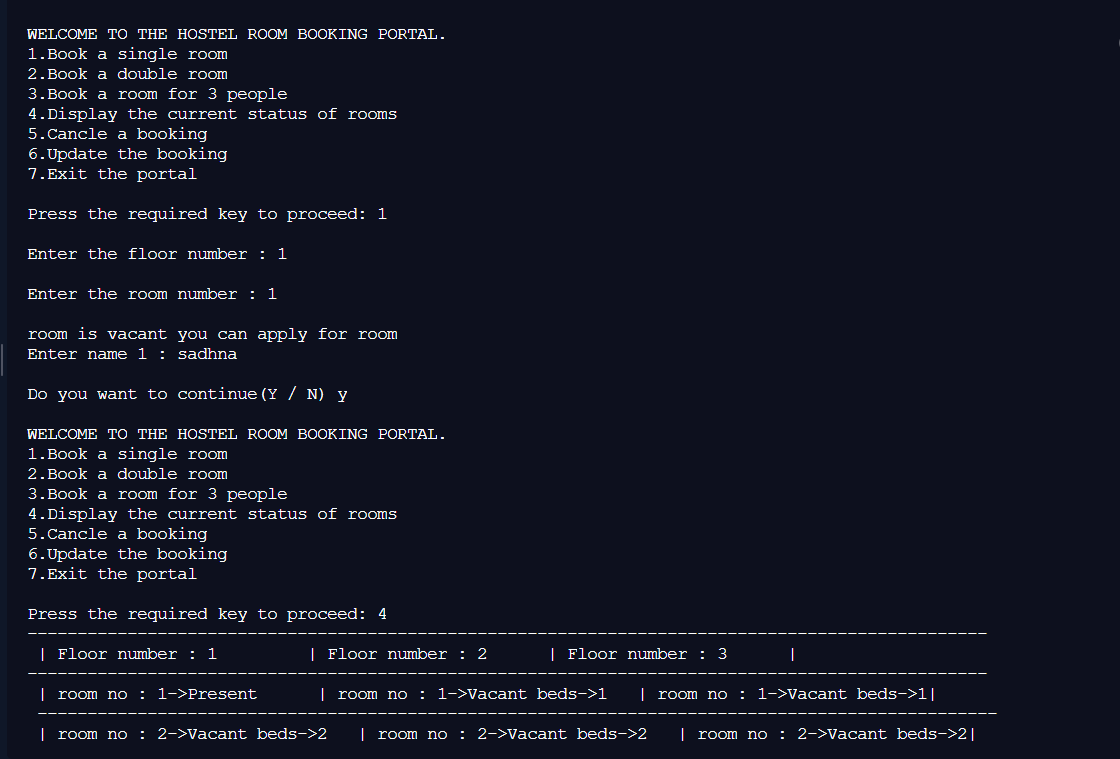 WELCOME TO THE HOSTEL ROOM BOOKING PORTAL.
1.Book a single room
2.Book a double room
3.Book a room for 3 people
4.Display the current status of rooms
5.Cancle a booking
6.Update the booking
7.Exit the portal
Press the required key to proceed: 1
Enter the floor number : 1
Enter the room number : 1
room is vacant you can apply for room
Enter name 1 : sadhna
Do you want to continue(Y / N) y
WELCOME TO THE HOSTEL ROOM BOOKING PORTAL.
1.Book a single room
2.Book a double room
3.Book a room for 3 people
4.Display the current status of rooms
5.Cancle a booking
6.Update the booking
7.Exit the portal
Press the required key to proceed: 4
------------------------------------------------------------------------------------------------
| Floor number : 1         | Floor number : 2      | Floor number : 3      |
------------------------------------------------------------------------------------------------
| room no : 1->Present      | room no : 1->Vacant beds->1   | room no : 1->Vacant beds->1|
------------------------------------------------------------------------------------------------
| room no : 2->Vacant beds->2   | room no : 2->Vacant beds->2   | room no : 2->Vacant beds->2|